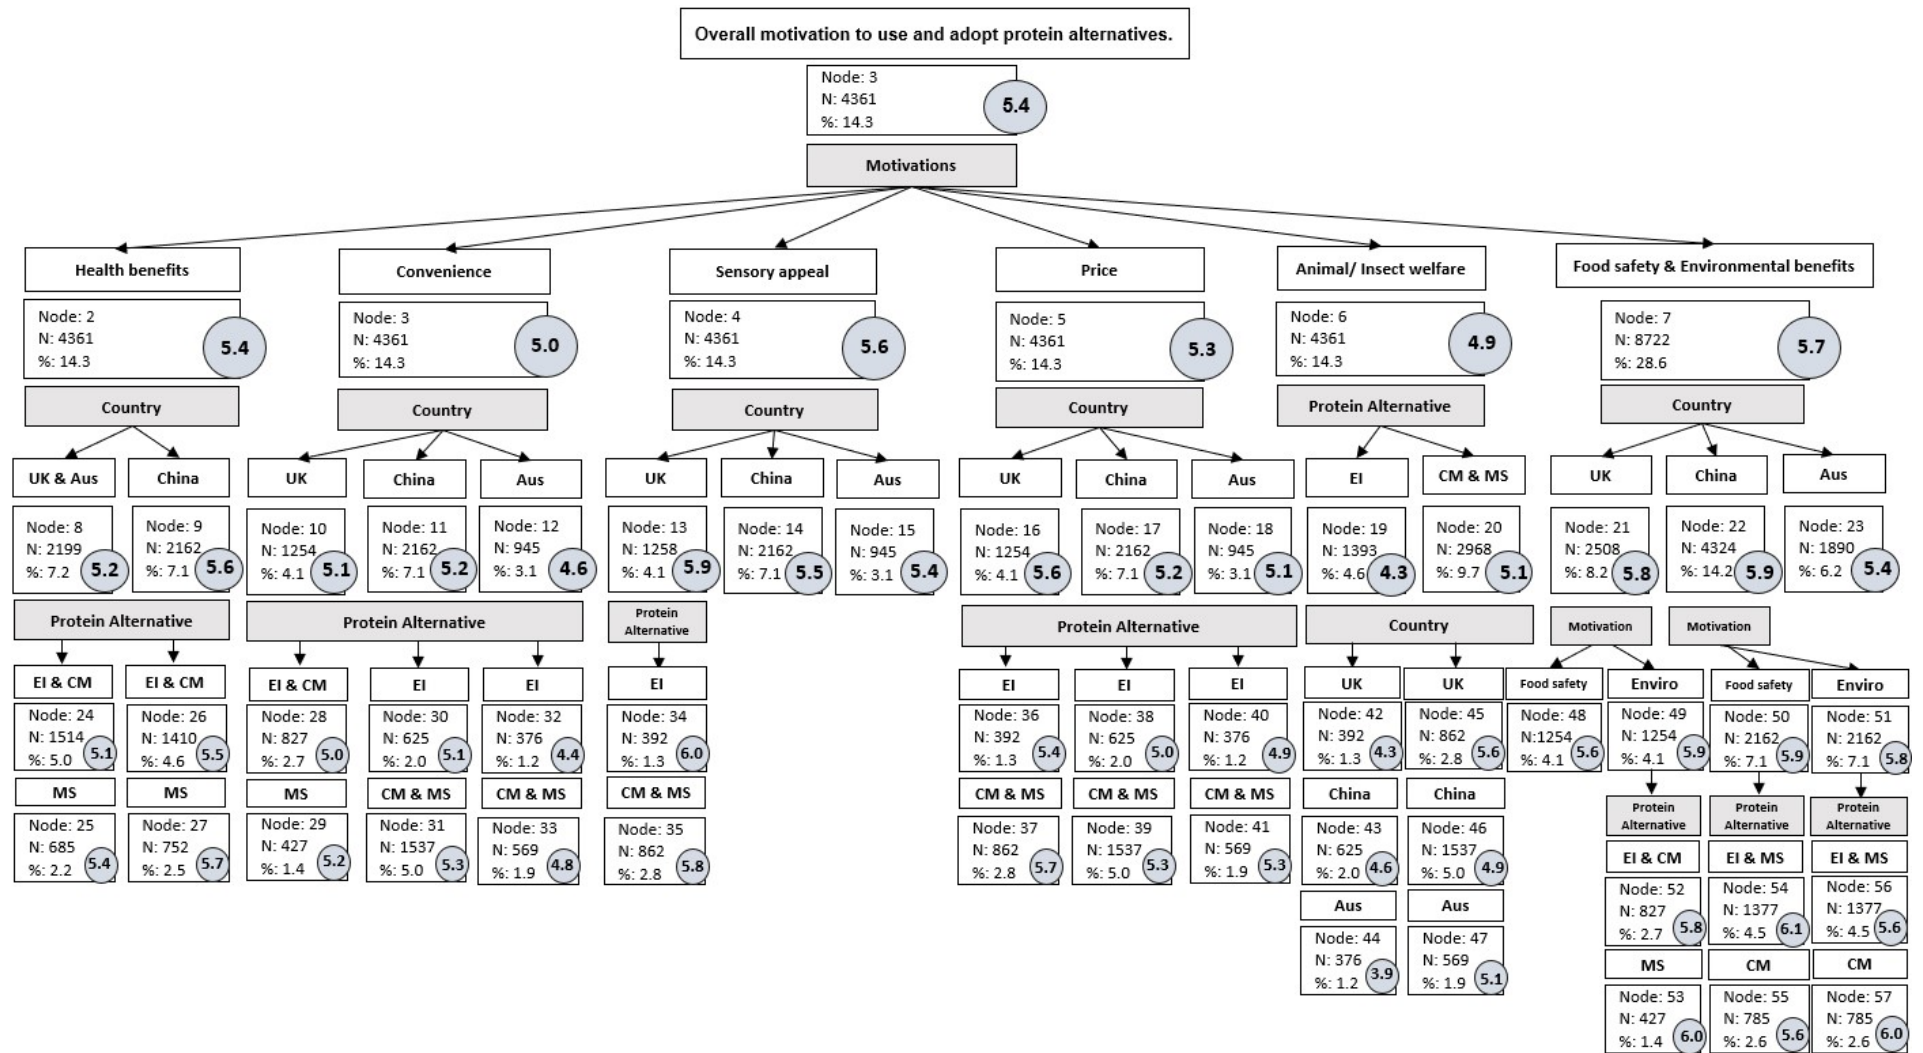 Overall motivation to use and adopt protein alternatives.
Node: 3
N: 4361
%: 14.3
5.4
Motivations
Health benefits
Node: 2
N: 4361
%: 14.3
5.4
Country
Convenience
Node: 3
N: 4361
%: 14.3
5.0
Country
Sensory appeal
Node: 4
N: 4361
%: 14.3
5.6
Country
Price
Node: 5
N: 4361
%: 14.3
5.3
Country
Animal/ Insect welfare
Node: 6
N: 4361
%: 14.3
4.9
Protein Alternative
Food safety & Environmental benefits
Node: 7
N: 8722
%: 28.6
5.7
Country
UK & Aus
Node: 8
N: 2199
%: 7.2
5.2
China
Node: 9
N: 2162
%: 7.1
5.6
UK
Node: 10
N: 1254
%: 4.1
5.1
China
Node: 11
N: 2162
%: 7.1
5.2
Aus
Node: 12
N: 945
%: 3.1
4.6
UK
Node: 13
N: 1258
%: 4.1
5.9
China
Node: 14
N: 2162
%: 7.1
5.5
Aus
Node: 15
N: 945
%: 3.1
5.4
UK
Node: 16
N: 1254
%: 4.1
5.6
China
Node: 17
N: 2162
%: 7.1
5.2
Aus
Node: 18
N: 945
%: 3.1
5.1
EI
Node: 19
N: 1393
%: 4.6
4.3
CM & MS
Node: 20
N: 2968
%: 9.7
5.1
UK
Node: 21
N: 2508
%: 8.2
5.8
China
Node: 22
N: 4324
%: 14.2
5.9
Aus
Node: 23
N: 1890
%: 6.2
5.4
Protein Alternative
Protein Alternative
Protein
Alternative
Protein Alternative
Country
Motivation
Motivation
EI & CM
Node: 24
N: 1514
%: 5.0
5.1
MS
Node: 25
N: 685
%: 2.2
5.4
EI & CM
Node: 26
N: 1410
%: 4.6
5.5
MS
Node: 27
N: 752
%: 2.5
5.7
EI & CM
Node: 28
N: 827
%: 2.7
5.0
MS
Node: 29
N: 427
%: 1.4
5.2
EI
Node: 30
N: 625
%: 2.0
5.1
CM & MS
Node: 31
N: 1537
%: 5.0
5.3
EI
Node: 32
N: 376
%: 1.2
4.4
CM & MS
Node: 33
N: 569
%: 1.9
4.8
EI
Node: 34
N: 392
%: 1.3
6.0
CM & MS
Node: 35
N: 862
%: 2.8
5.8
EI
Node: 36
N: 392
%: 1.3
5.4
CM & MS
Node: 37
N: 862
%: 2.8
5.7
EI
Node: 38
N: 625
%: 2.0
5.0
CM & MS
Node: 39
N: 1537
%: 5.0
5.3
EI
Node: 40
N: 376
%: 1.2
4.9
CM & MS
Node: 41
N: 569
%: 1.9
5.3
UK
Node: 42
N: 392
%: 1.3
4.3
China
Node: 43
N: 625
%: 2.0
4.6
Aus
Node: 44
N: 376
%: 1.2
3.9
UK
Node: 45
N: 862
%: 2.8
5.6
China
Node: 46
N: 1537
%: 5.0
4.9
Aus
Node: 47
N: 569
%: 1.9
5.1
Food safety
Node: 48
N:1254
%: 4.1
5.6
Enviro
Node: 49
N: 1254
%: 4.1
5.9
Protein
Alternative
EI & CM
Node: 52
N: 827
%: 2.7
5.8
MS
Node: 53
N: 427
%: 1.4
6.0
Food safety
Node: 50
N: 2162
%: 7.1
5.9
Protein
Alternative
EI & MS
Node: 54
N: 1377
%: 4.5
6.1
CM
Node: 55
N: 785
%: 2.6
5.6
Enviro
Node: 51
N: 2162
%: 7.1
5.8
Protein
Alternative
EI & MS
Node: 56
N: 1377
%: 4.5
5.6
CM
Node: 57
N: 785
%: 2.6
6.0